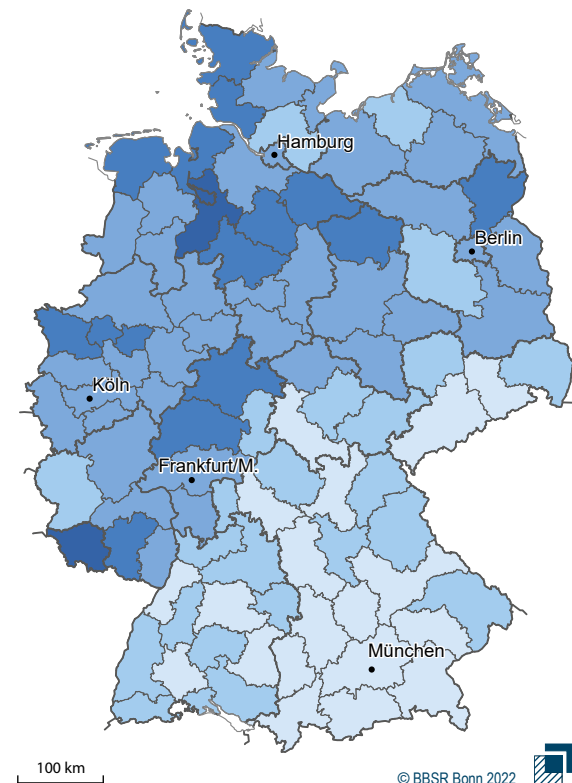 Hamburg
Berlin
Köln
Frankfurt/M.
München
100 km
© BBSR Bonn 2022